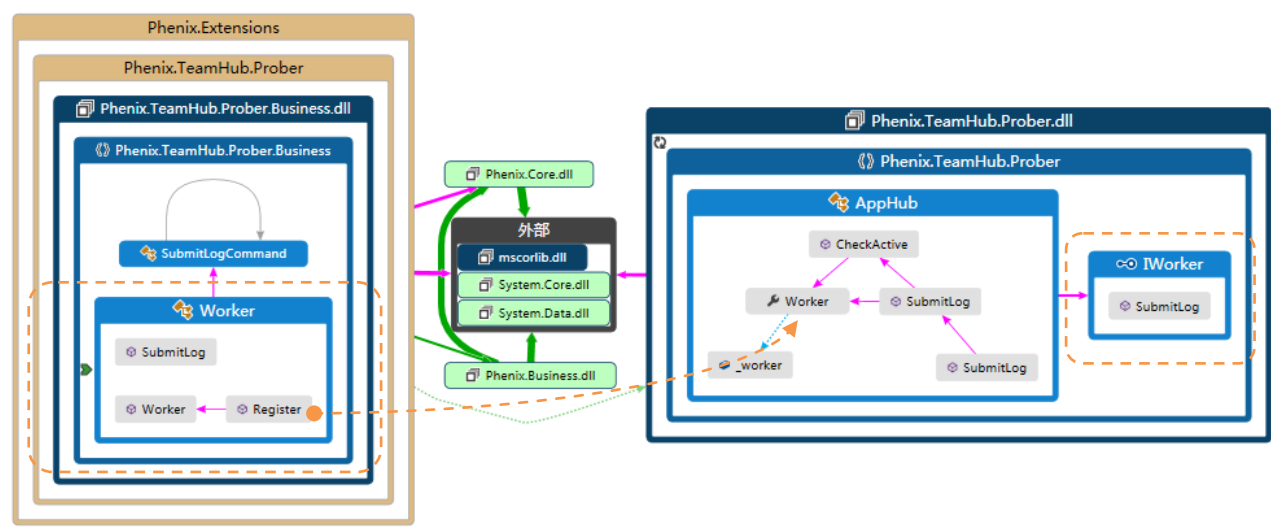 Phenix.Extensions
Phenix.TeamHub.Prober
Phenix.TeamHub.Prober.Business.dll
Phenix.TeamHub.Prober.Business
SubmitLogCommand
Worker
SubmitLog
Worker
Register
Phenix.Core.dll
外部
mscorlib.dll
System.Core.dll
System.Data.dll
Phenix.Business.dll
Phenix.TeamHub.Prober.dll
Phenix.TeamHub.Prober
AppHub
CheckActive
Worker
SubmitLog
_worker
SubmitLog
IWorker
SubmitLog